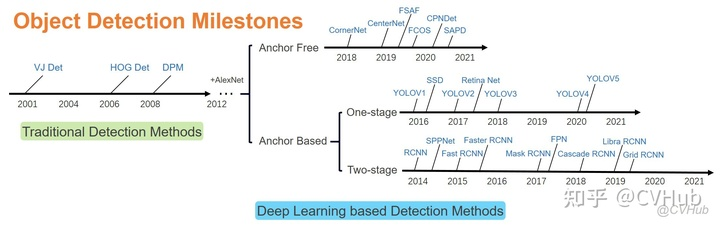 Object Detection Milestones
VJ Det
HOG Det
DPM
2001
2004
2006
2008
2012
+AlexNet
...
Traditional Detection Methods
Anchor Free
CornerNet
CenterNet
FSAF
FCOS
CPNDet
SAPD
2018
2019
2020
2021
Anchor Based
One-stage
YOLOV1
SSD
YOLOV2
Retina Net
YOLOV3
YOLOV4
YOLOV5
2016
2017
2018
2019
2020
2021
Two-stage
RCNN
SPPNet
Fast RCNN
Faster RCNN
Mask RCNN
FPN
Cascade RCNN
Libra RCNN
Grid RCNN
2014
2015
2016
2017
2018
2019
2020
2021
Deep Learning based Detection Methods
知乎 @CVHub
@CVHub